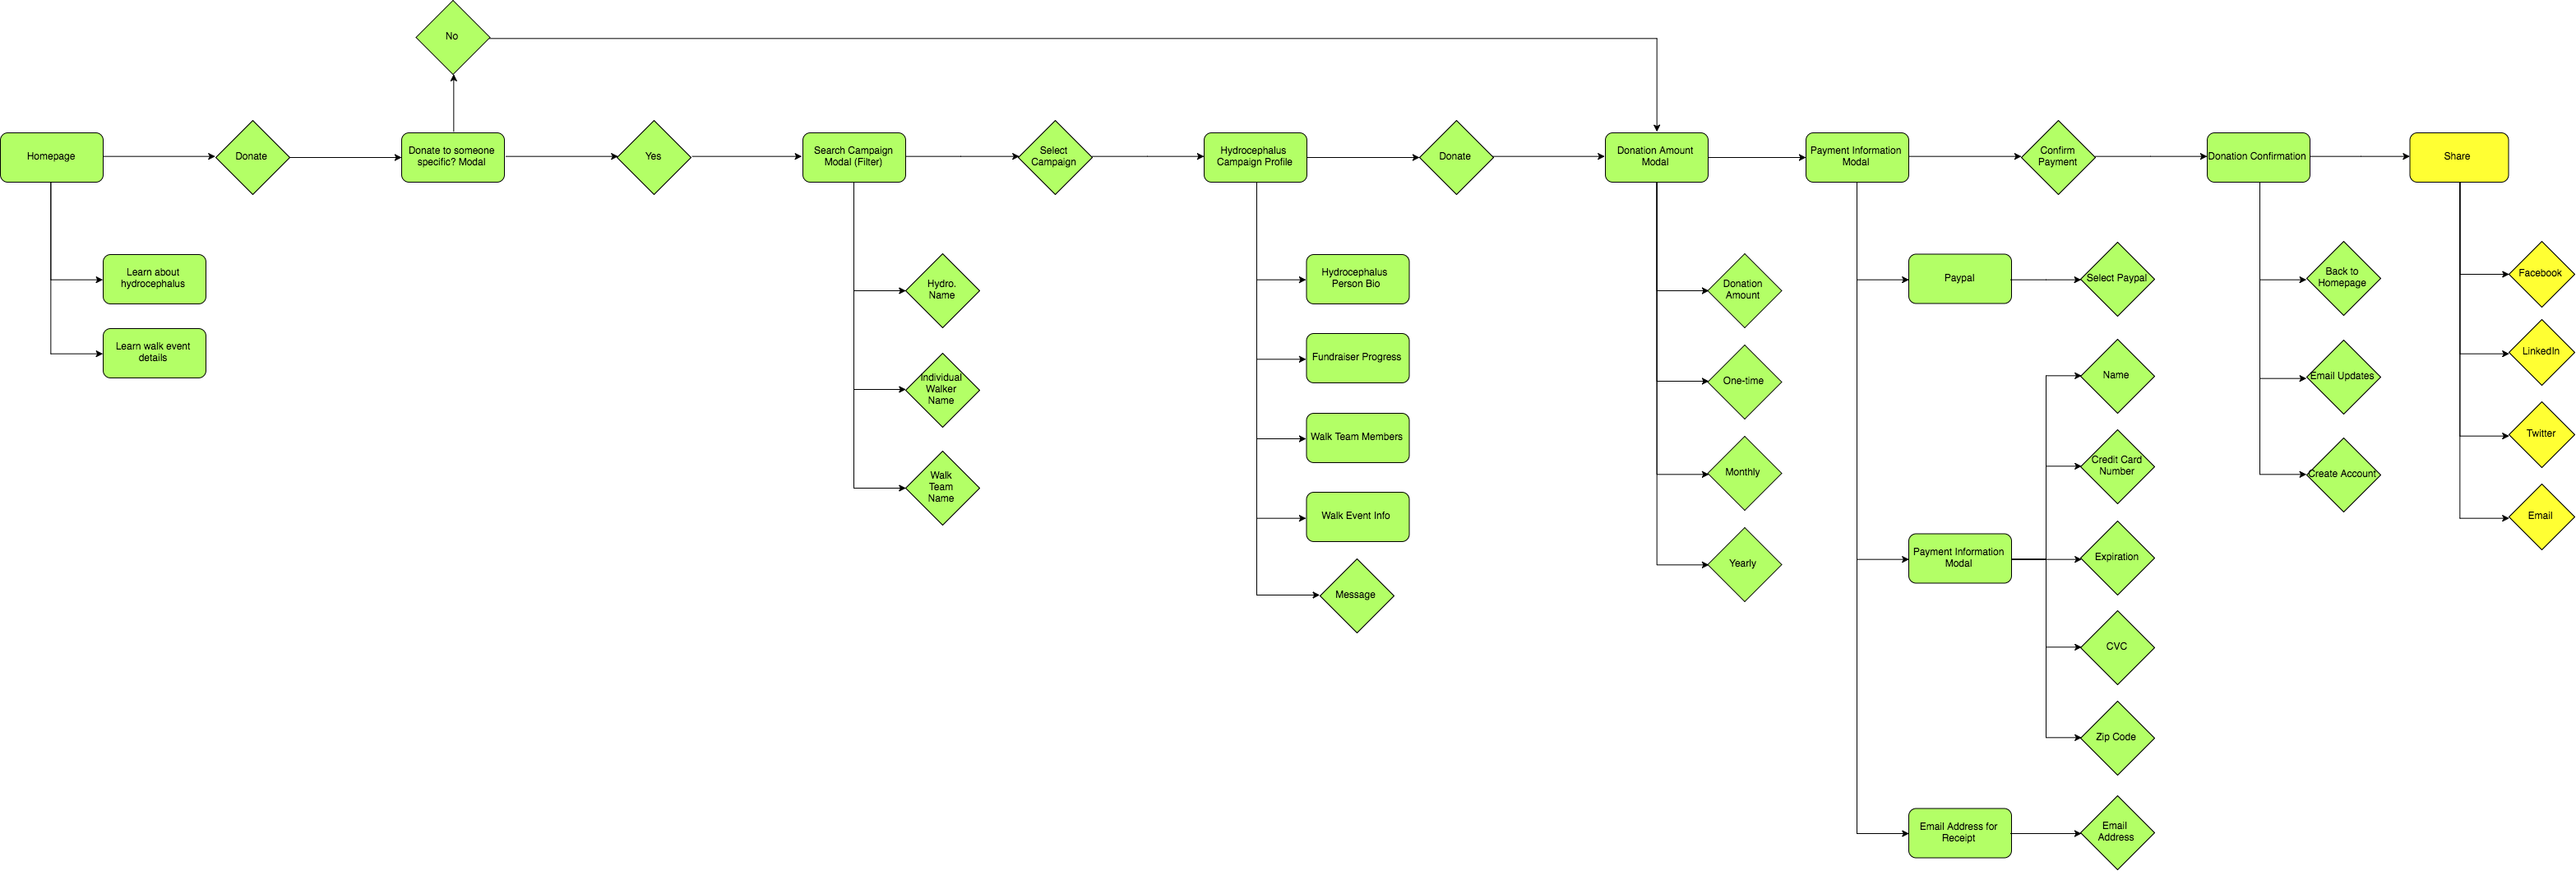 No
Homepage
Donate
Donate to someone
specific? Modal
Yes
Search Campaign
Modal (Filter)
Select
Campaign
Hydrocephalus
Campaign Profile
Donate
Donation Amount
Modal
Payment Information
Modal
Confirm
Payment
Donation Confirmation
Share
Learn about
hydrocephalus
Learn walk event
details
Hydro.
Name
Individual
Walker
Name
Walk
Team
Name
Hydrocephalus
Person Bio
Fundraiser Progress
Walk Team Members
Walk Event Info
Message
Donation
Amount
One-time
Monthly
Yearly
Paypal
Select Paypal
Payment Information
Modal
Name
Credit Card
Number
Expiration
CVC
Zip Code
Email Address for
Receipt
Email
Address
Back to
Homepage
Email Updates
Create Account
Facebook
LinkedIn
Twitter
Email